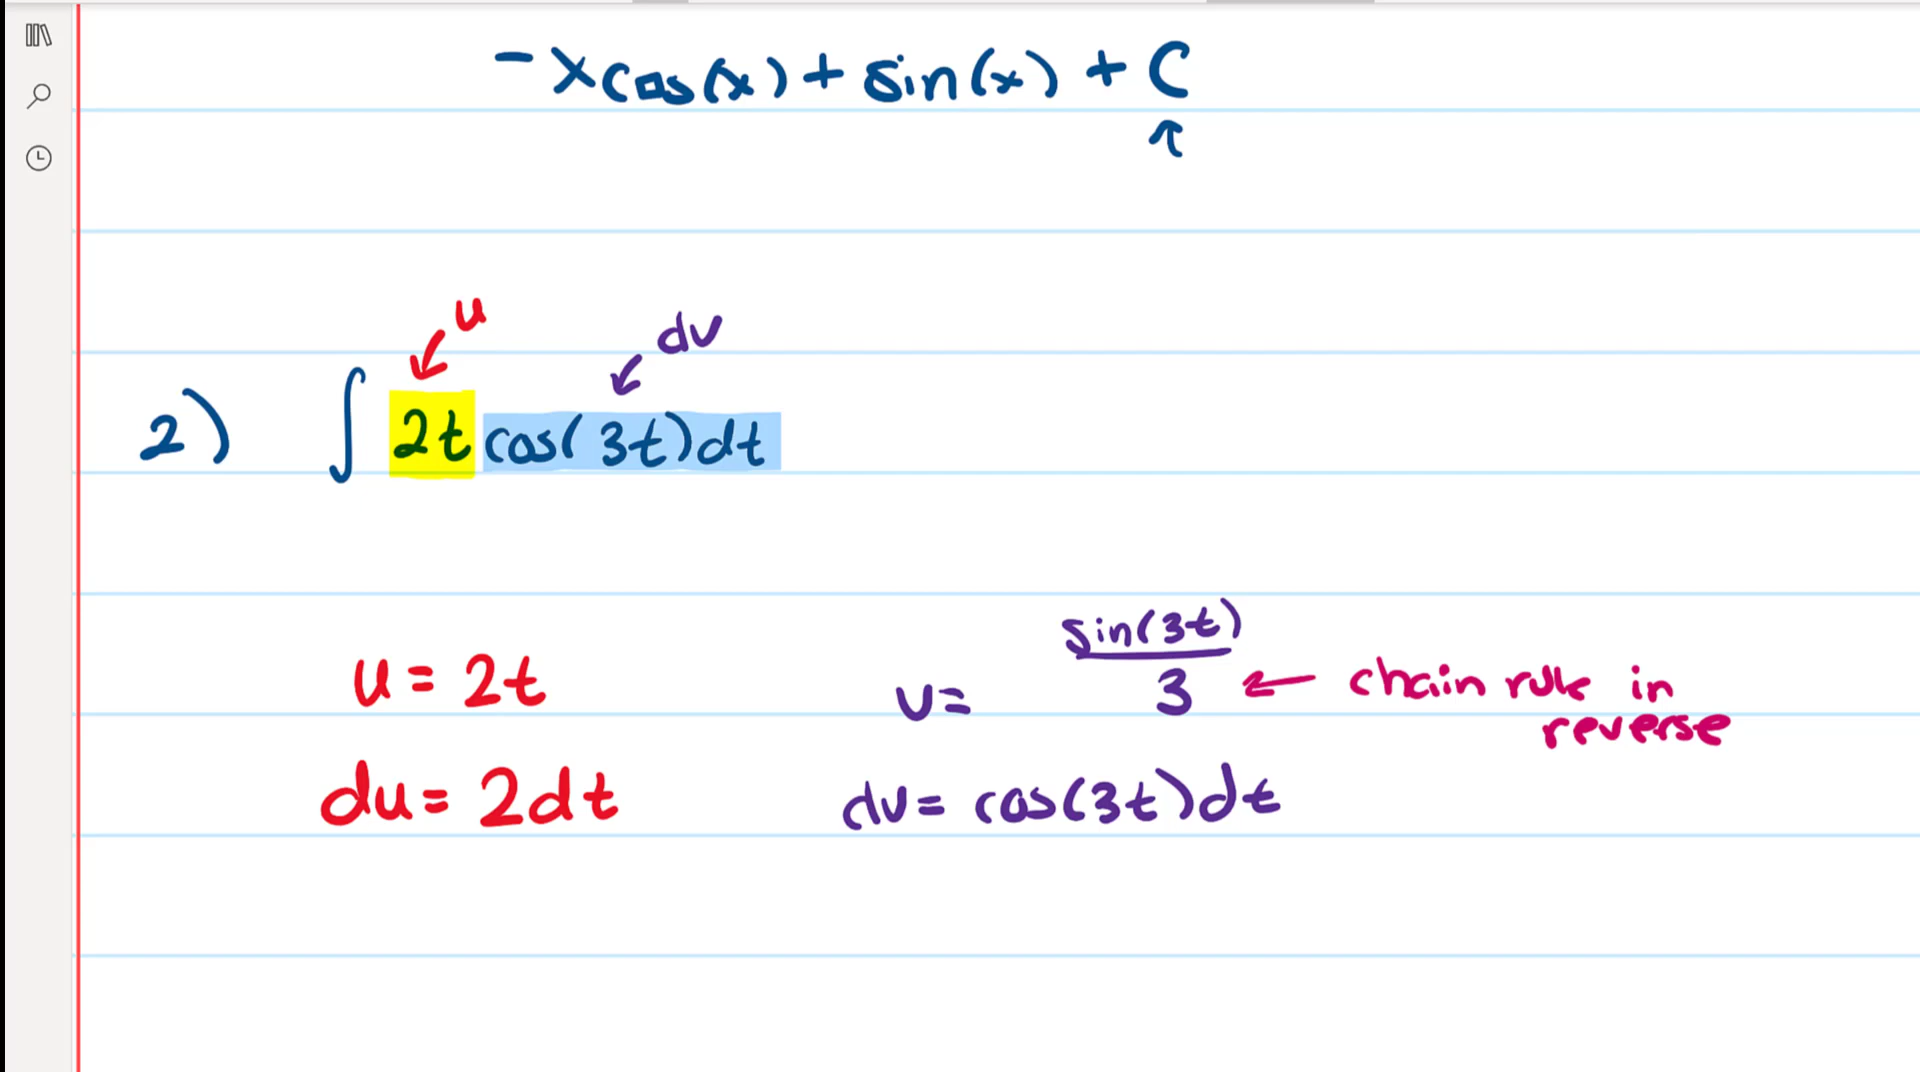 -xcos(x)+sin(x)+C
u
dv
2) ∫ 2t cos(3t)dt
sin(3t)
u=2t v= 3 ← chain rule in
reverse
du=2dt dv=cos(3t)dt